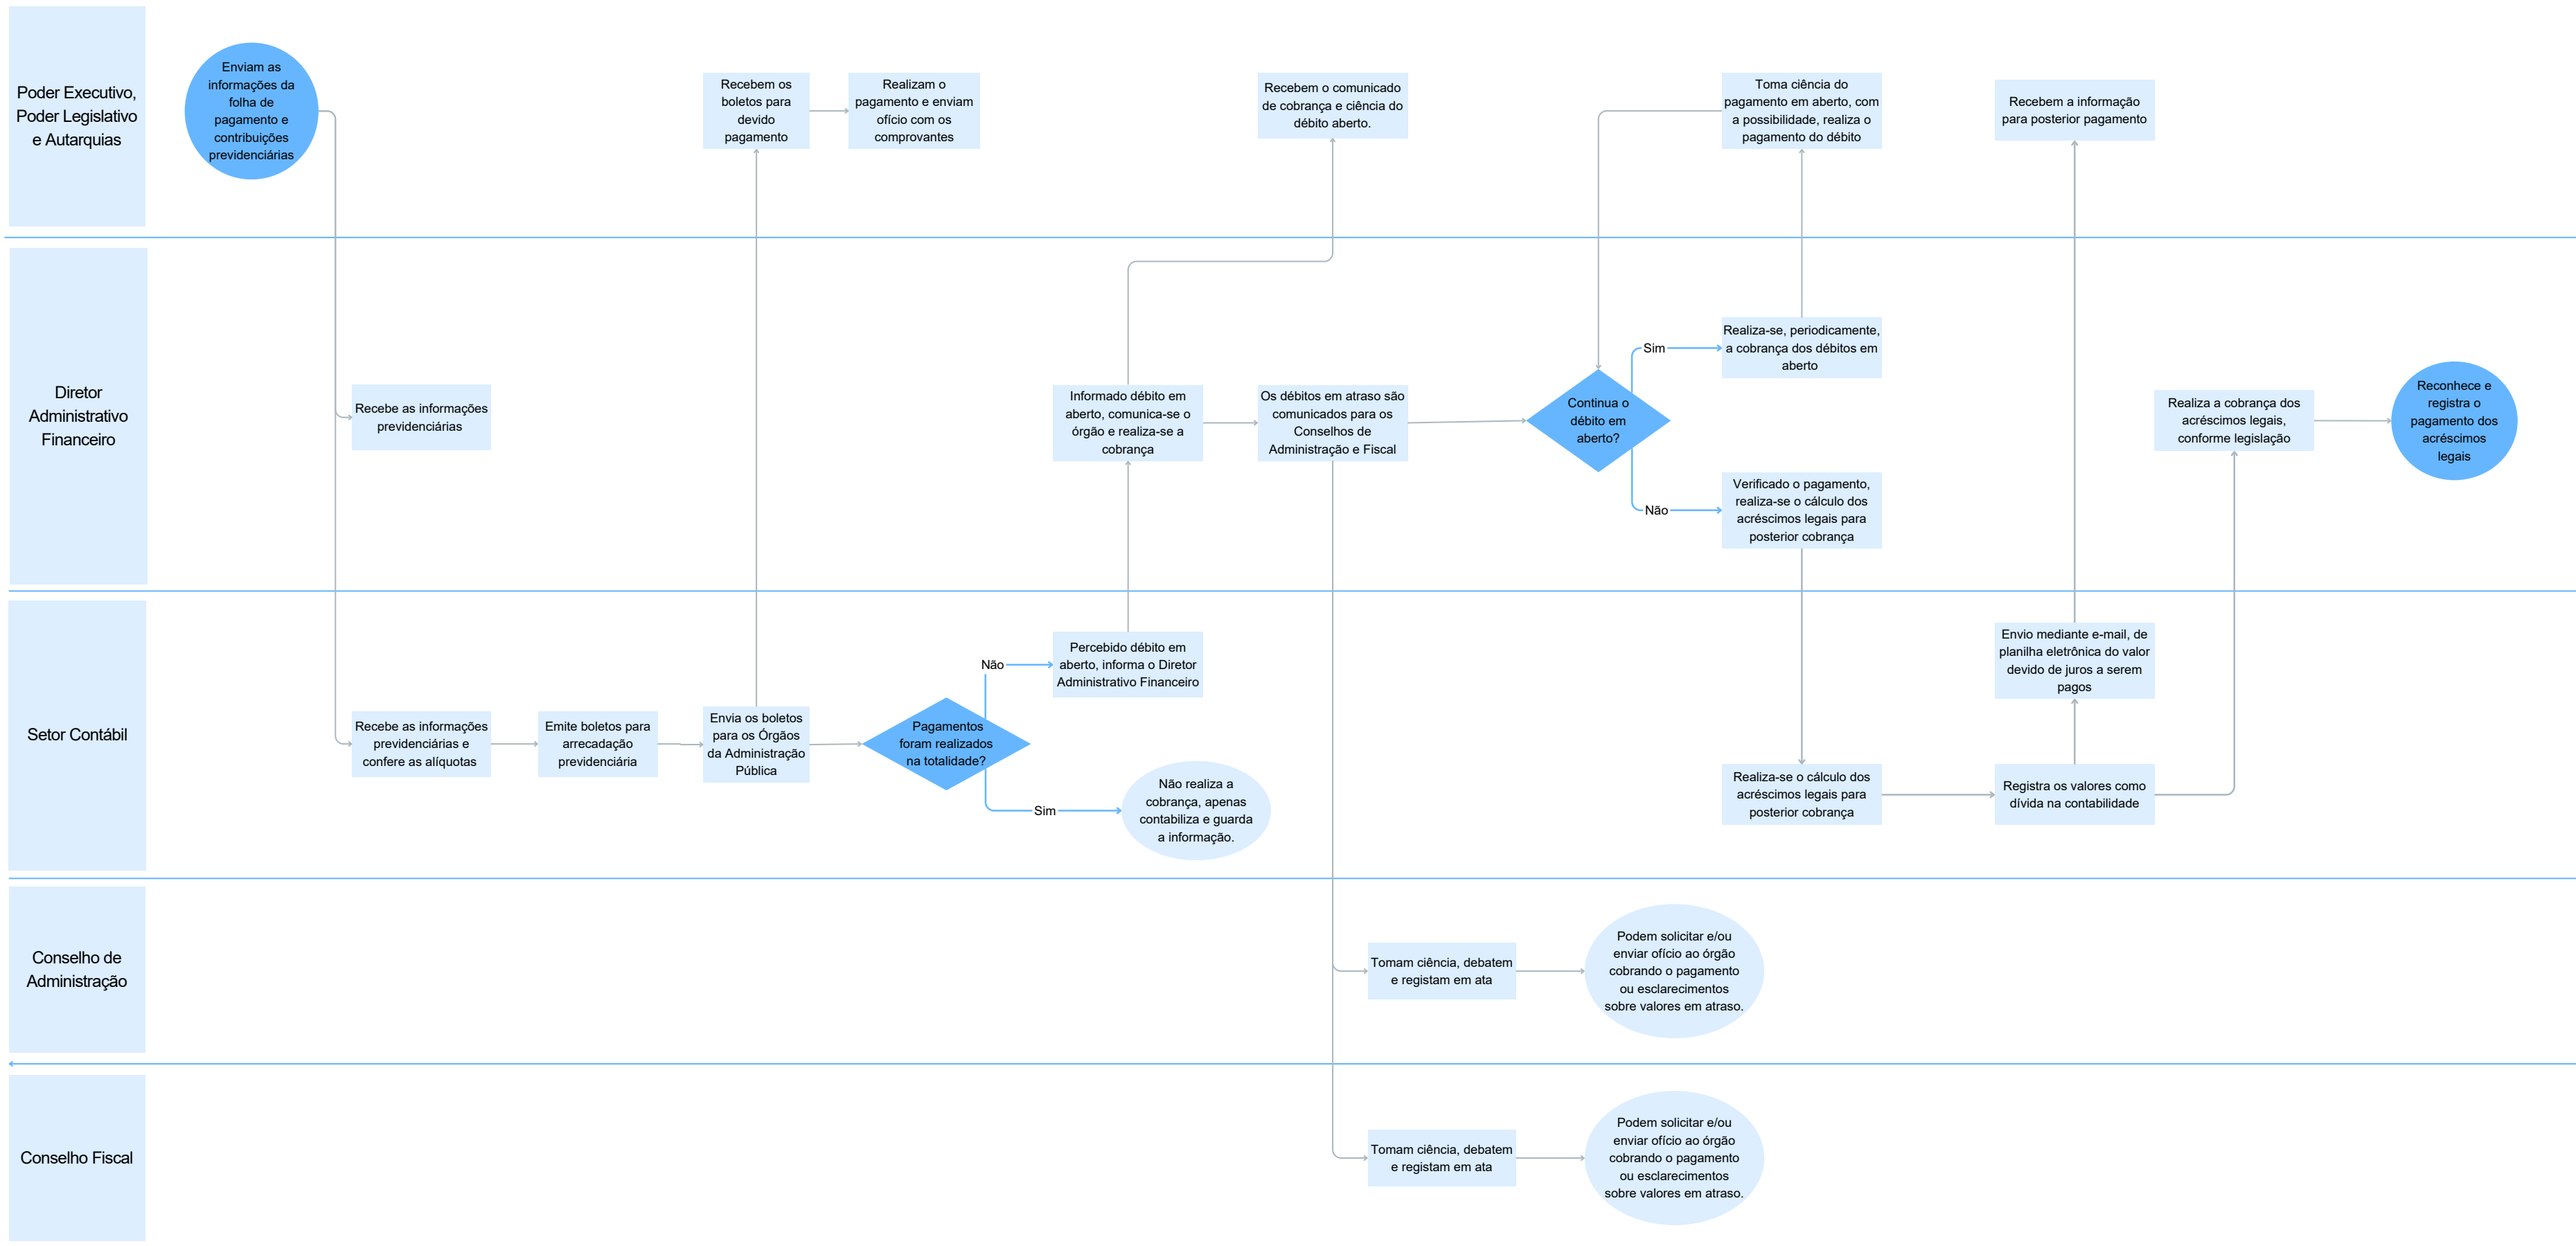 Poder Executivo,
Poder Legislativo
e Autarquias
Enviam as
informações da
folha de
pagamento e
contribuições
previdenciárias
Recebem os
boletos para
devido
pagamento
Realizam o
pagamento e enviam
ofício com os
comprovantes
Recebem o comunicado
de cobrança e ciência do
débito aberto.
Toma ciência do
pagamento em aberto, com
a possibilidade, realiza o
pagamento do débito
Recebem a informação
para posterior pagamento
Diretor
Administrativo
Financeiro
Recebe as informações
previdenciárias
Informado débito em
aberto, comunica-se o
órgão e realiza-se a
cobrança
Os débitos em atraso são
comunicados para os
Conselhos de
Administração e Fiscal
Continua o
débito em
aberto?
Sim
Realiza-se, periodicamente,
a cobrança dos débitos em
aberto
Não
Verificado o pagamento,
realiza-se o cálculo dos
acréscimos legais para
posterior cobrança
Realiza a cobrança dos
acréscimos legais,
conforme legislação
Reconhece e
registra o
pagamento dos
acréscimos
legais
Setor Contábil
Recebe as informações
previdenciárias e
confere as alíquotas
Emite boletos para
arrecadação
previdenciária
Envia os boletos
para os Órgãos
da Administração
Pública
Pagamentos
foram realizados
na totalidade?
Não
Percebido débito em
aberto, informa o Diretor
Administrativo Financeiro
Sim
Não realiza a
cobrança, apenas
contabiliza e guarda
a informação.
Realiza-se o cálculo dos
acréscimos legais para
posterior cobrança
Envio mediante e-mail, de
planilha eletrônica do valor
devido de juros a serem
pagos
Registra os valores como
dívida na contabilidade
Conselho de
Administração
Tomam ciência, debatem
e registam em ata
Podem solicitar e/ou
enviar ofício ao órgão
cobrando o pagamento
ou esclarecimentos
sobre valores em atraso.
Conselho Fiscal
Tomam ciência, debatem
e registam em ata
Podem solicitar e/ou
enviar ofício ao órgão
cobrando o pagamento
ou esclarecimentos
sobre valores em atraso.